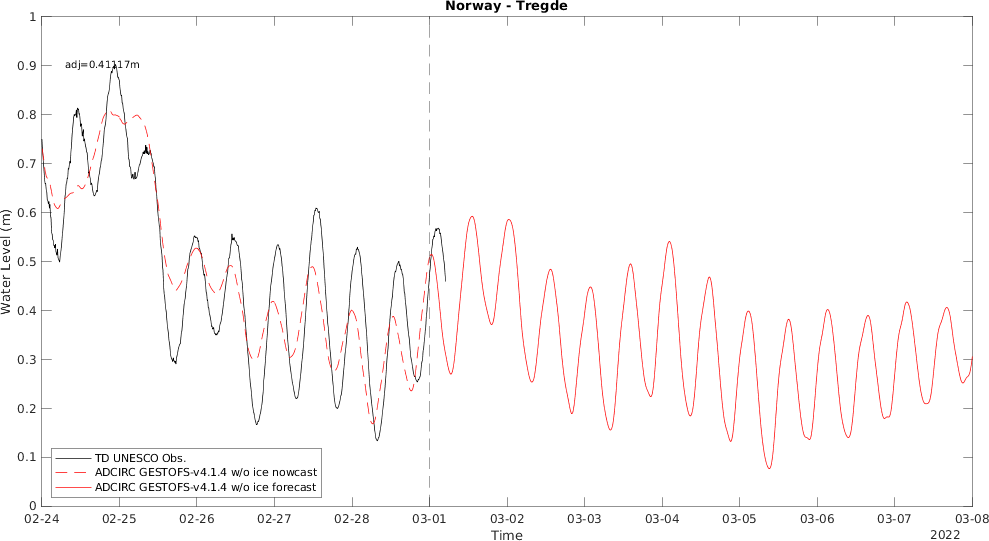 Norway - Tregde
1
0.9
0.8
0.7
0.6
0.5
0.4
0.3
0.2
0.1
0
Water Level (m)
adj=0.41117m
TD UNESCO Obs.
ADCIRC GESTOFS-v4.1.4 w/o ice nowcast
ADCIRC GESTOFS-v4.1.4 w/o ice forecast
02-24 02-25 02-26 02-27 02-28 03-01 03-02 03-03 03-04 03-05 03-06 03-07 03-08
Time
2022